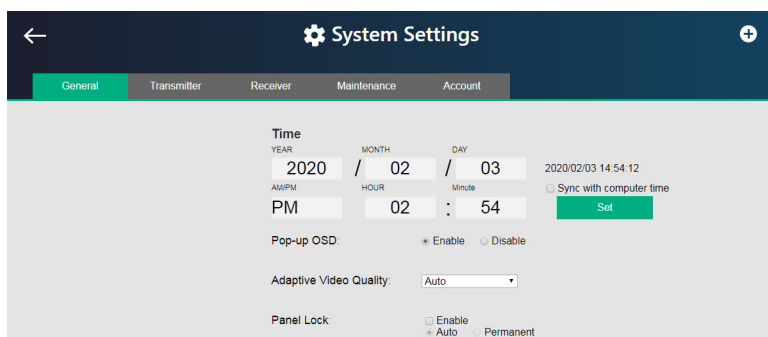 System Settings
General Transmitter Receiver Maintenance Account
Time
YEAR MONTH DAY
2020 / 02 / 03 2020/02/03 14:54:12
AM/PM HOUR Minute Sync with computer time
PM 02 : 54 Set
Pop-up OSD: Enable Disable
Adaptive Video Quality: Auto
Panel Lock: Enable
Auto Permanent